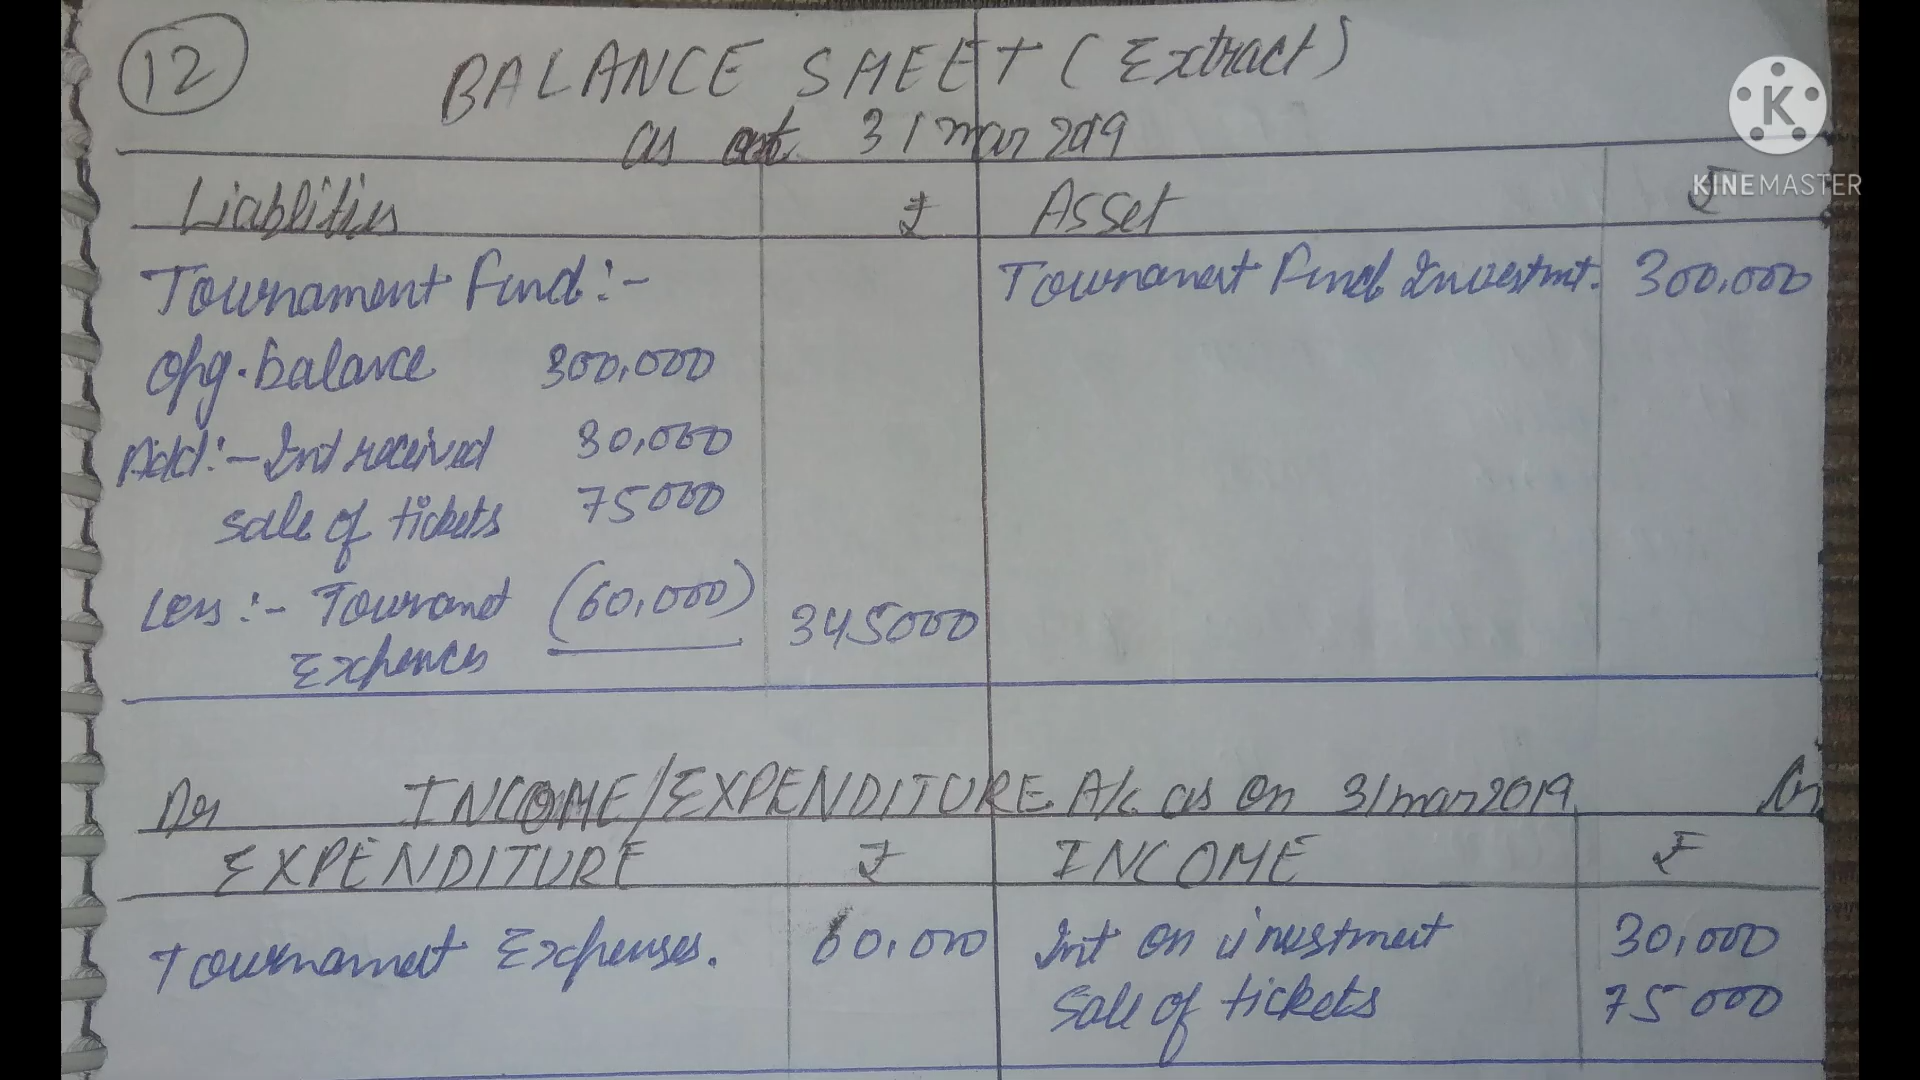 12
BALANCE SHEET (Extract)
as at 31 mar 2019
K
KINEMASTER
Liablities ₹ Asset ₹
Tournament Fund :- Tournanent Fund Investmt. 300,000
Opg. balance 300,000
Add :- Int received 30,000
sale of tickets 75000
Less :- Tournamt (60,000) 345000
Expences
Dr INCOME/EXPENDITURE A/c as on 31 mar 2019 Cr
EXPENDITURE ₹ INCOME ₹
Tournament Expenses. 60,000 Int on investment 30,000
Sale of tickets 75000